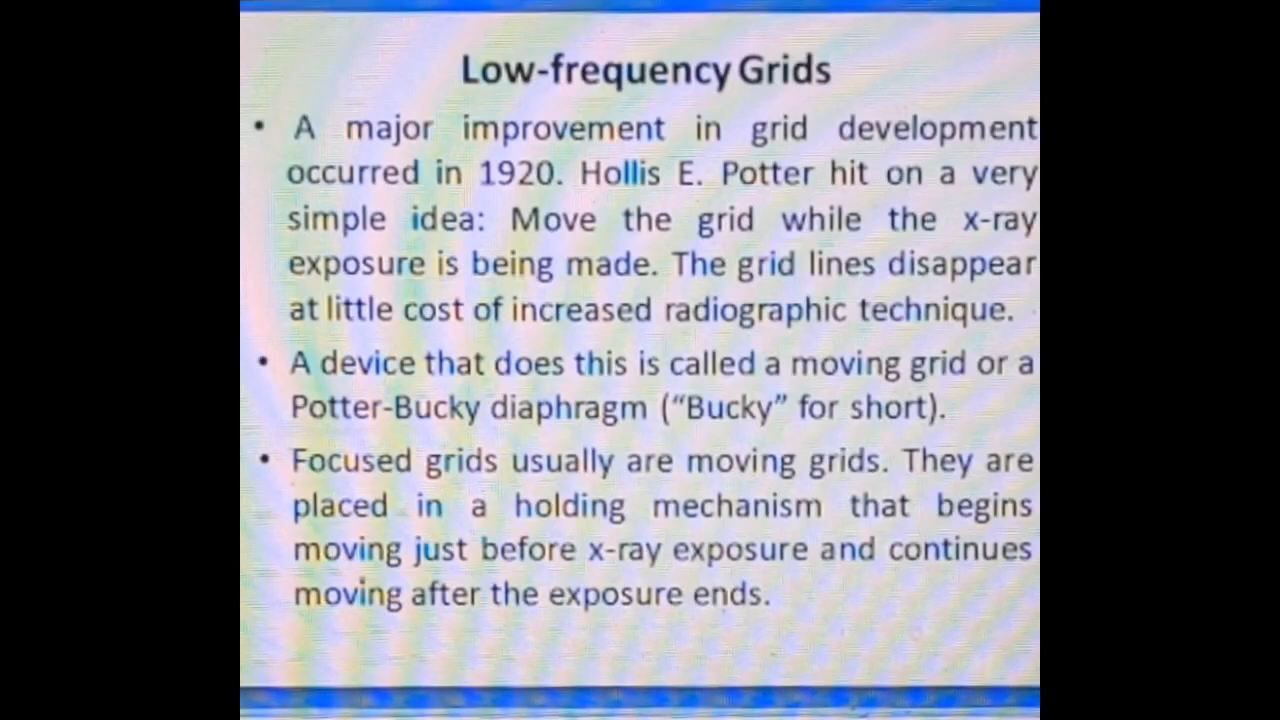 Low-frequency Grids
• A major improvement in grid development
occurred in 1920. Hollis E. Potter hit on a very
simple idea: Move the grid while the x-ray
exposure is being made. The grid lines disappear
at little cost of increased radiographic technique.
• A device that does this is called a moving grid or a
Potter-Bucky diaphragm (“Bucky” for short).
• Focused grids usually are moving grids. They are
placed in a holding mechanism that begins
moving just before x-ray exposure and continues
moving after the exposure ends.